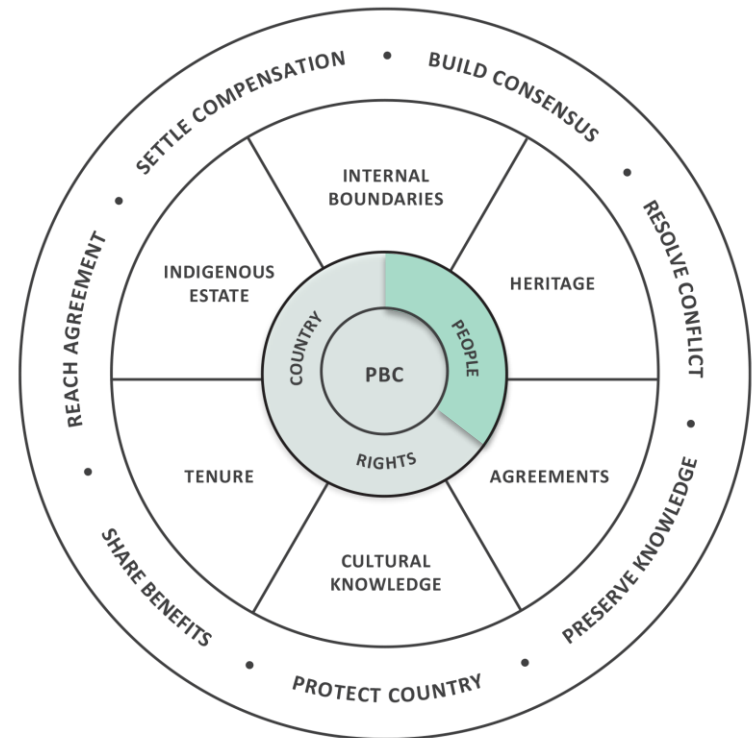 SETTLE COMPENSATION
BUILD CONSENSUS
RESOLVE CONFLICT
PRESERVE KNOWLEDGE
PROTECT COUNTRY
SHARE BENEFITS
REACH AGREEMENT
INTERNAL
BOUNDARIES
HERITAGE
AGREEMENTS
CULTURAL
KNOWLEDGE
TENURE
INDIGENOUS
ESTATE
COUNTRY
PEOPLE
RIGHTS
PBC